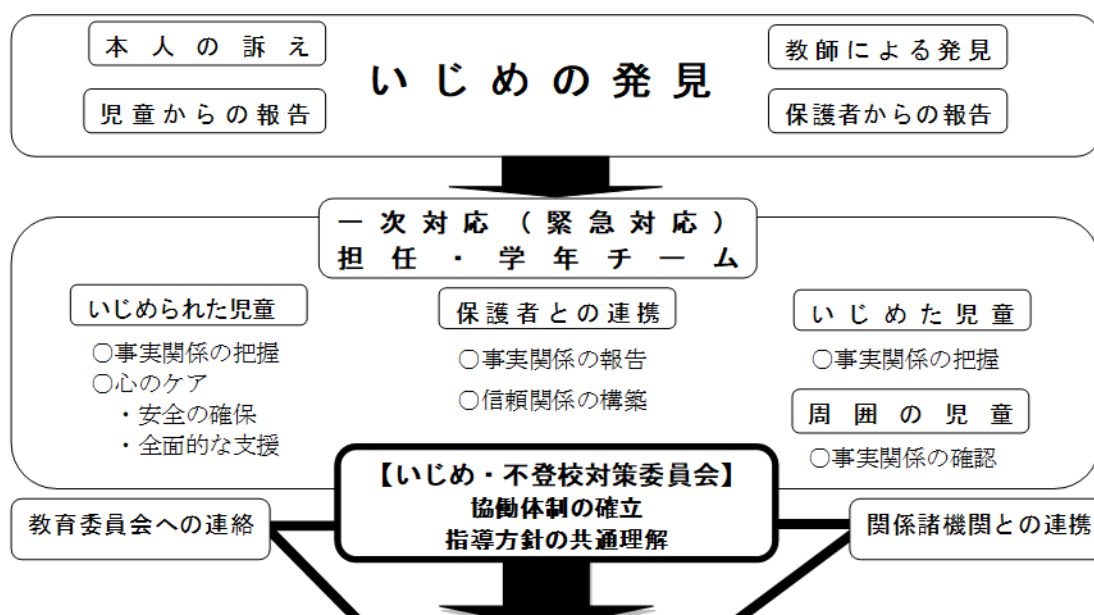 いじめの発見
本人の訴え
児童からの報告
教師による発見
保護者からの報告
一次対応（緊急対応）
担任・学年チーム
いじめられた児童
○事実関係の把握
○心のケア
・安全の確保
・全面的な支援
保護者との連携
○事実関係の報告
○信頼関係の構築
いじめた児童
○事実関係の把握
周囲の児童
○事実関係の確認
【いじめ・不登校対策委員会】
協働体制の確立
指導方針の共通理解
教育委員会への連絡
関係諸機関との連携